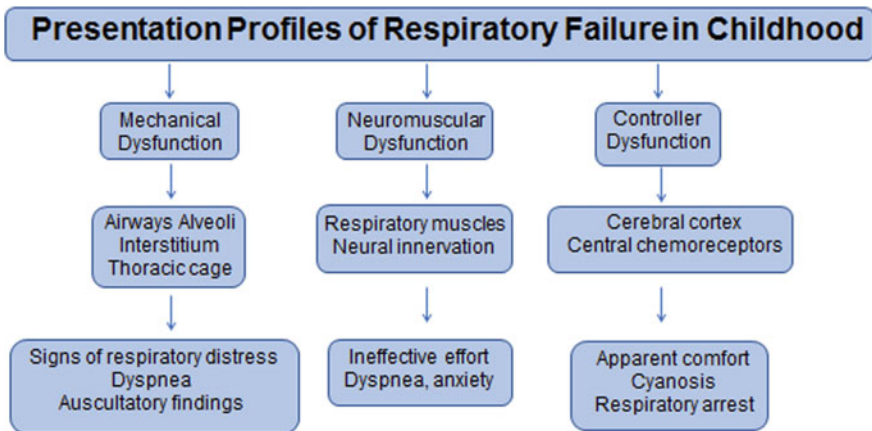 Presentation Profiles of Respiratory Failure in Childhood
Mechanical
Dysfunction
Neuromuscular
Dysfunction
Controller
Dysfunction
Airways Alveoli
Interstitium
Thoracic cage
Respiratory muscles
Neural innervation
Cerebral cortex
Central chemoreceptors
Signs of respiratory distress
Dyspnea
Auscultatory findings
Ineffective effort
Dyspnea, anxiety
Apparent comfort
Cyanosis
Respiratory arrest